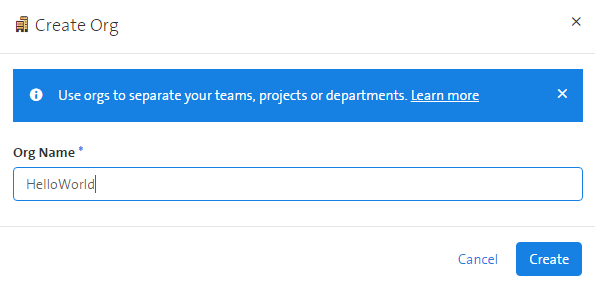 Create Org
Use orgs to separate your teams, projects or departments. Learn more
Org Name *
HelloWorld
Cancel
Create